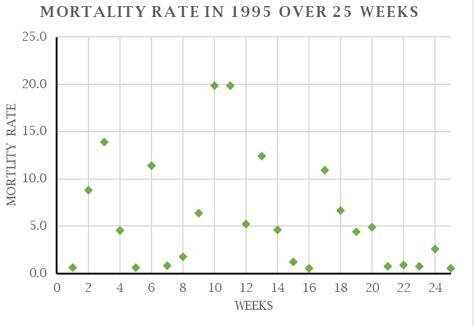 MORTALITY RATE IN 1995 OVER 25 WEEKS
25.0
20.0
15.0
10.0
5.0
0.0
MORTLITY RATE
0 2 4 6 8 10 12 14 16 18 20 22 24
WEEKS